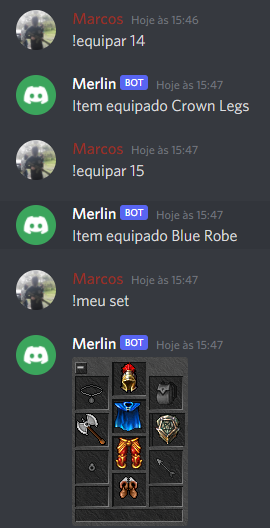 Marcos Hoje às 15:46
!equipar 14
Merlin BOT Hoje às 15:47
Item equipado Crown Legs
Marcos Hoje às 15:47
!equipar 15
Merlin BOT Hoje às 15:47
Item equipado Blue Robe
Marcos Hoje às 15:47
!meu set
Merlin BOT Hoje às 15:47